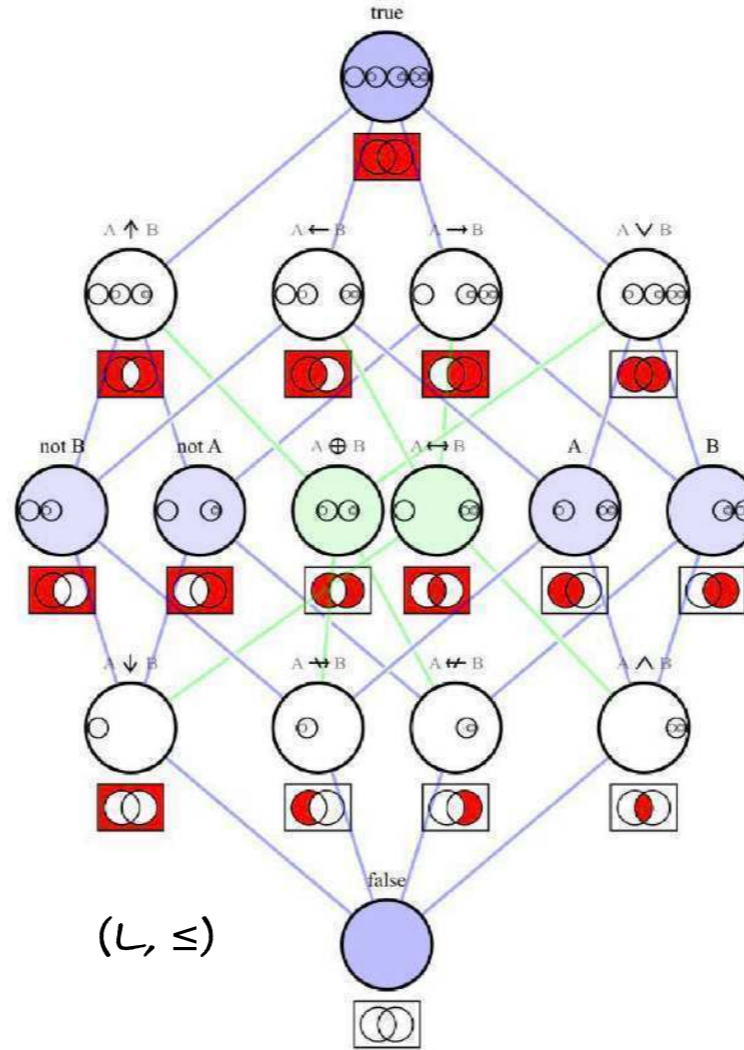 true
A ↑ B
A ← B
A → B
A ∨ B
not B
not A
A ⊕ B
A ↔ B
A
B
A ↓ B
A ↛ B
A ↚ B
A ∧ B
false
(L, ≤)